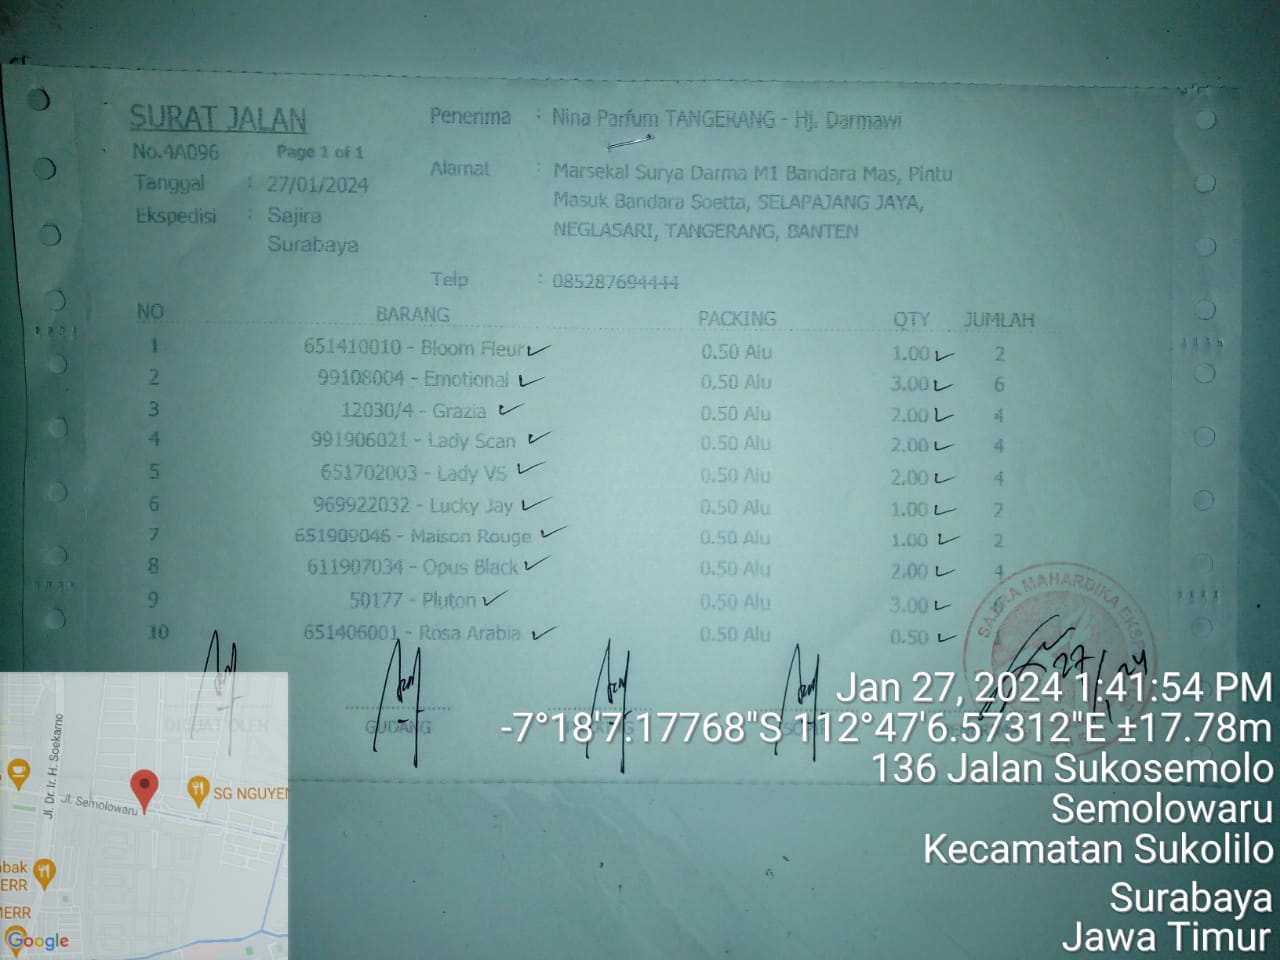 SURAT JALAN
No.4A096 Page 1 of 1
Tanggal : 27/01/2024
Ekspedisi : Sajira
Surabaya
Penerima : Nina Parfum TANGERANG - Hj. Darmawi
Alamat : Marsekal Surya Darma M1 Bandara Mas, Pintu
Masuk Bandara Soetta, SELAPAJANG JAYA,
NEGLASARI, TANGERANG, BANTEN
Telp : 085287694444
NO BARANG PACKING QTY JUMLAH
1 651410010 - Bloom Fleur 0.50 Alu 1.00 2
2 99108004 - Emotional 0.50 Alu 3.00 6
3 12030/4 - Grazia 0.50 Alu 2.00 4
4 991906021 - Lady Scan 0.50 Alu 2.00 4
5 651702003 - Lady VS 0.50 Alu 2.00 4
6 969922032 - Lucky Jay 0.50 Alu 1.00 2
7 651909046 - Maison Rouge 0.50 Alu 1.00 2
8 611907034 - Opus Black 0.50 Alu 2.00 4
9 50177 - Pluton 0.50 Alu 3.00
10 651406001 - Rosa Arabia 0.50 Alu 0.50
SAJIRA MAHARDIKA
27/1/24
GUDANG
Jan 27, 2024 1:41:54 PM
-7°18'7.17768"S 112°47'6.57312"E ±17.78m
136 Jalan Sukosemolo
Semolowaru
Kecamatan Sukolilo
Surabaya
Jawa Timur
Jl. Dr. Ir. H. Soekarno
Jl. Semolowaru
SG NGUYEN
bak
ERR
MERR
Google